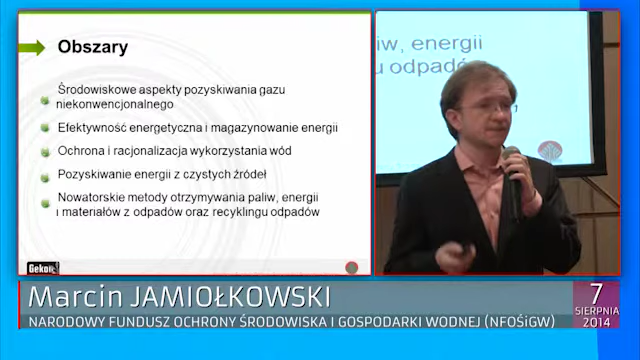 Obszary
Środowiskowe aspekty pozyskiwania gazu
niekonwencjonalnego
Efektywność energetyczna i magazynowanie energii
Ochrona i racjonalizacja wykorzystania wód
Pozyskiwanie energii z czystych źródeł
Nowatorskie metody otrzymywania paliw, energii
i materiałów z odpadów oraz recyklingu odpadów
Gekon
liw, energii
u odpadów
Marcin JAMIOŁKOWSKI
NARODOWY FUNDUSZ OCHRONY ŚRODOWISKA I GOSPODARKI WODNEJ (NFOŚiGW)
7
SIERPNIA
2014